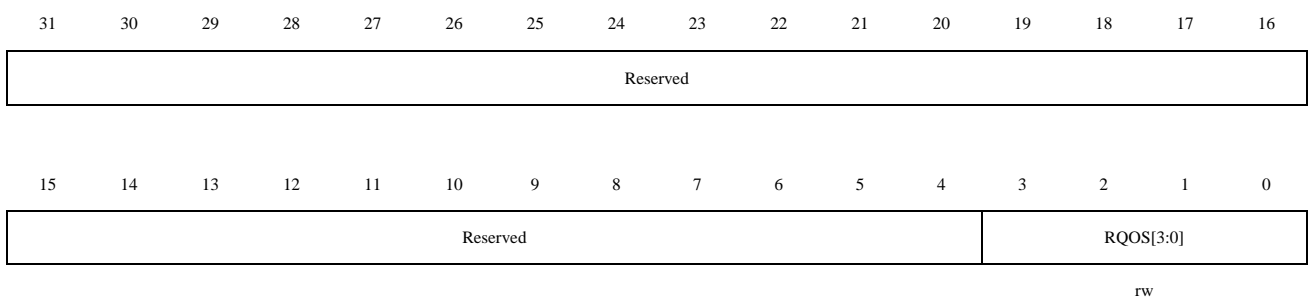 31 30 29 28 27 26 25 24 23 22 21 20 19 18 17 16
Reserved
15 14 13 12 11 10 9 8 7 6 5 4 3 2 1 0
Reserved RQOS[3:0]
rw